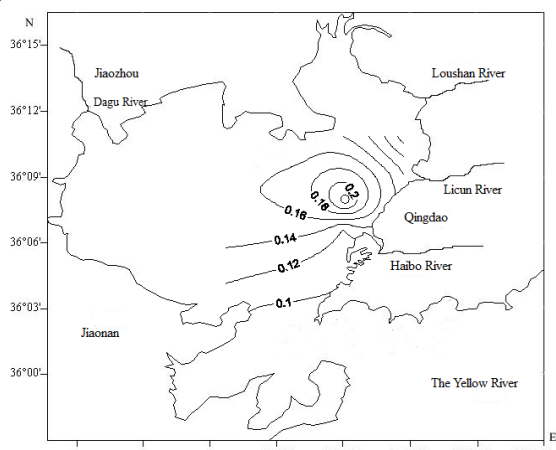 N
36°15'
Jiaozhou
Loushan River
Dagu River
36°12'
36°09'
0.2
0.18
0.16
Licun River
Qingdao
36°06'
0.14
0.12
Haibo River
36°03'
0.1
Jiaonan
36°00'
The Yellow River
E